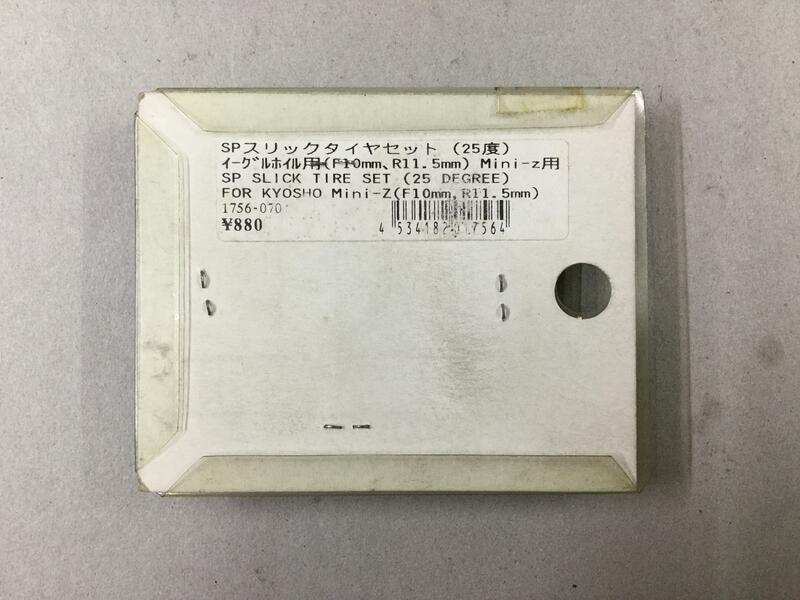 SPスリックタイヤセット (25度)
イーグルホイル用(F10mm、R11.5mm) Mini-z用
SP SLICK TIRE SET (25 DEGREE)
FOR KYOSHO Mini-Z(F10mm,R11.5mm)
1756-070
¥880